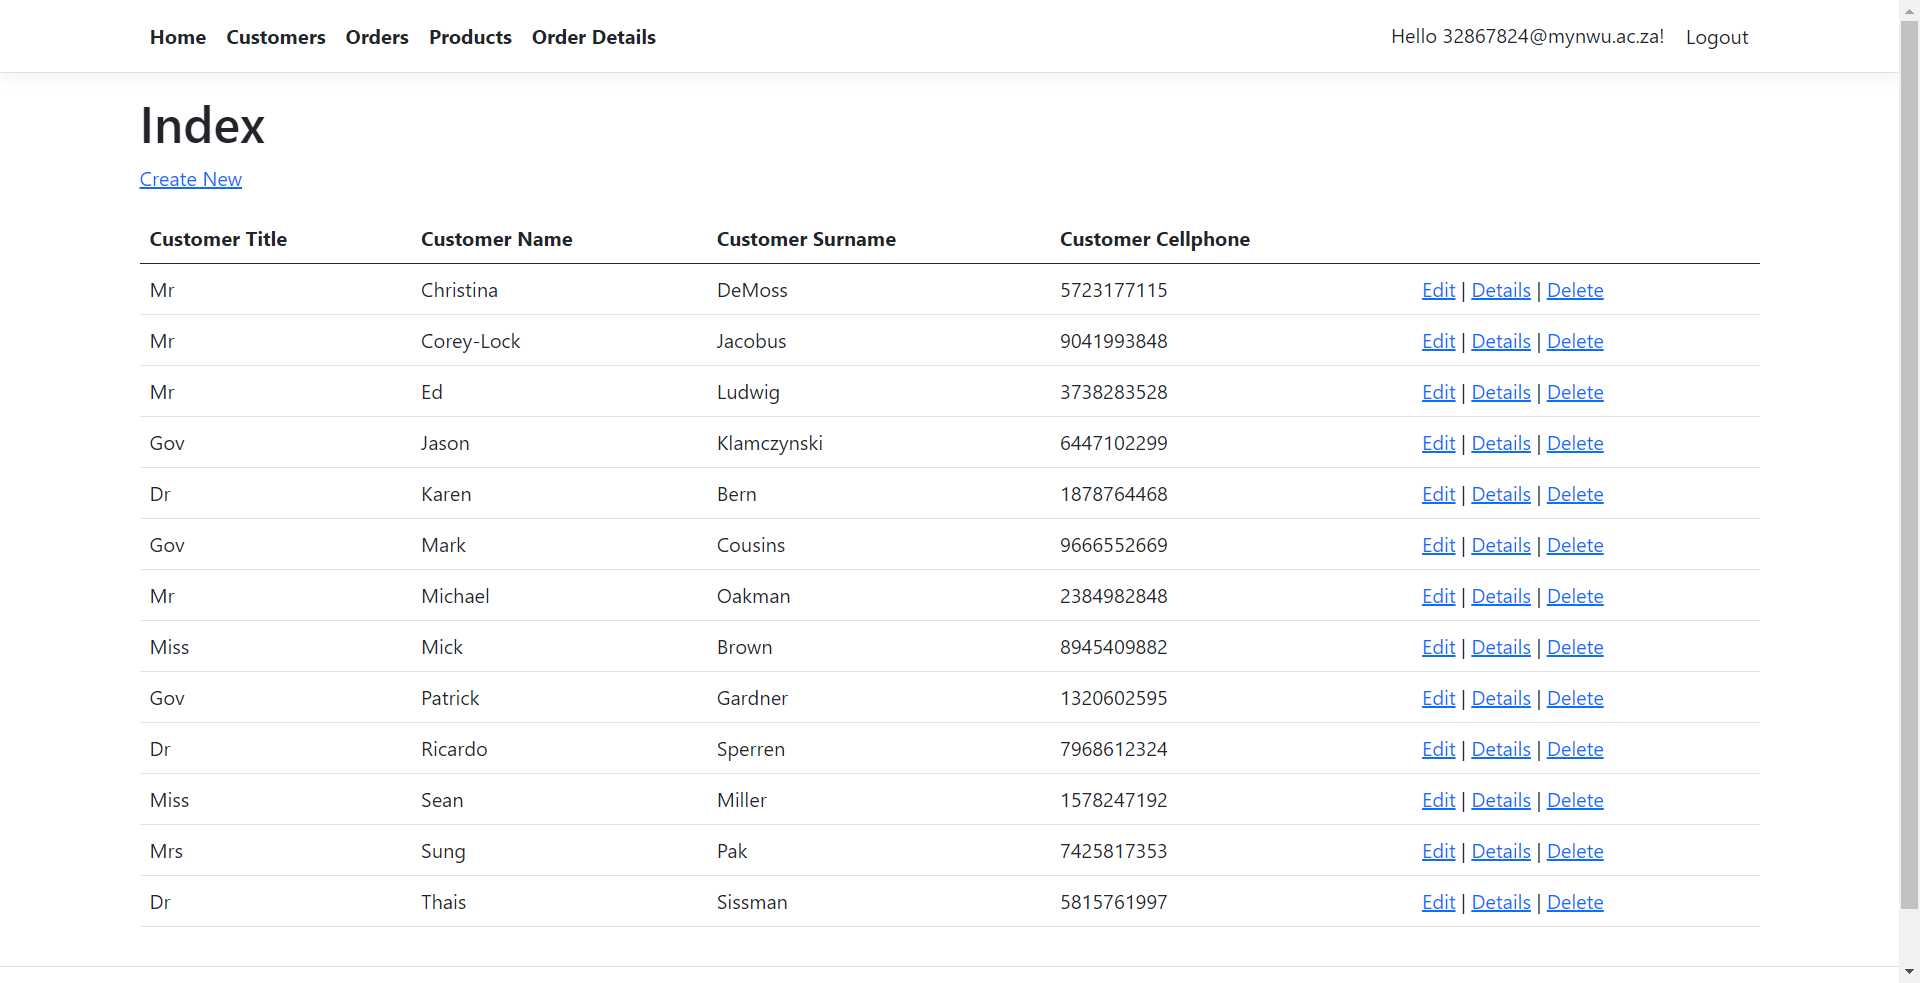 Home Customers Orders Products Order Details Hello 32867824@mynwu.ac.za! Logout
Index
Create New
Customer Title Customer Name Customer Surname Customer Cellphone
Mr Christina DeMoss 5723177115 Edit | Details | Delete
Mr Corey-Lock Jacobus 9041993848 Edit | Details | Delete
Mr Ed Ludwig 3738283528 Edit | Details | Delete
Gov Jason Klamczynski 6447102299 Edit | Details | Delete
Dr Karen Bern 1878764468 Edit | Details | Delete
Gov Mark Cousins 9666552669 Edit | Details | Delete
Mr Michael Oakman 2384982848 Edit | Details | Delete
Miss Mick Brown 8945409882 Edit | Details | Delete
Gov Patrick Gardner 1320602595 Edit | Details | Delete
Dr Ricardo Sperren 7968612324 Edit | Details | Delete
Miss Sean Miller 1578247192 Edit | Details | Delete
Mrs Sung Pak 7425817353 Edit | Details | Delete
Dr Thais Sissman 5815761997 Edit | Details | Delete